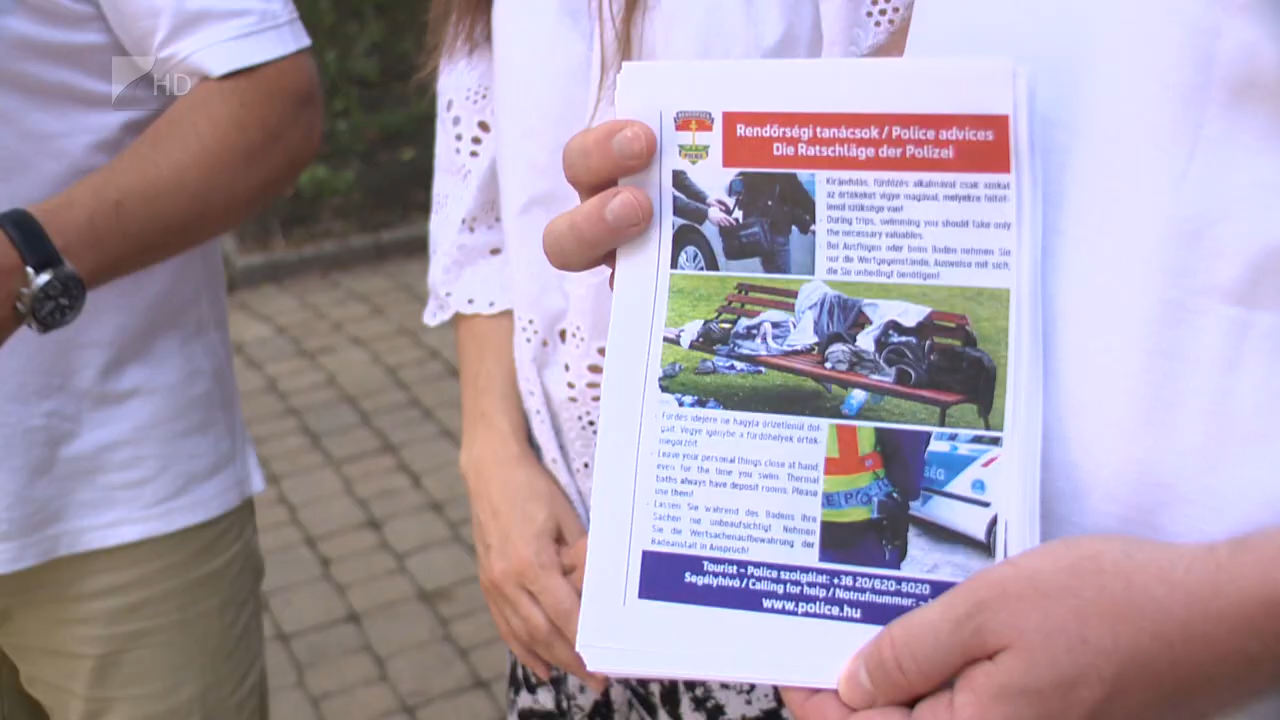 HD
RENDŐRSÉG
POLICE
Rendőrségi tanácsok / Police advices
Die Ratschläge der Polizei
- Kirándulás, fürdőzés alkalmával csak azokat
az értékeket vigye magával, melyekre feltét-
lenül szüksége van!
- During trips, swimming you should take only
the necessary valuables.
- Bei Ausflügen oder beim Baden nehmen Sie
nur die Wertgegenstände, Ausweise mit sich,
die Sie unbedingt benötigen!
- Fürdés idejére ne hagyja őrizetlenül dol-
gait. Vegye igénybe a fürdőhelyek érték-
megőrzőit.
- Leave your personal things close at hand,
even for the time you swim. Thermal
baths always have deposit rooms. Please
use them!
- Lassen Sie während des Badens Ihre
Sachen nie unbeaufsichtigt! Nehmen
Sie die Wertsachenaufbewahrung der
Badeanstalt in Anspruch!
SÉG
Tourist – Police szolgálat: +36 20/620-5020
Segélyhívó / Calling for help / Notrufnummer:
www.police.hu